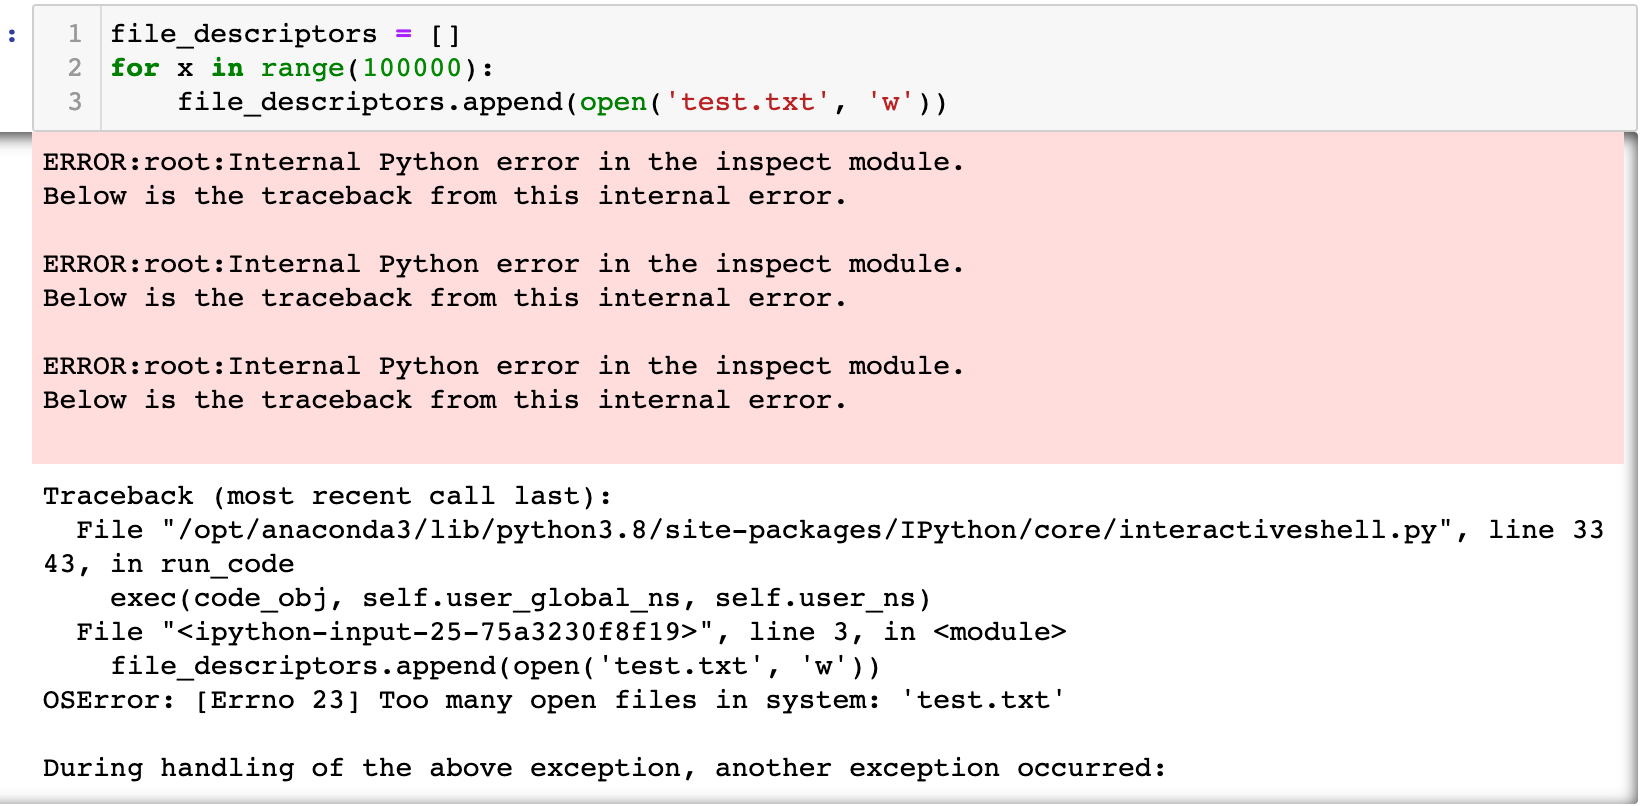 :
1 file_descriptors = []
2 for x in range(100000):
3     file_descriptors.append(open('test.txt', 'w'))
ERROR:root:Internal Python error in the inspect module.
Below is the traceback from this internal error.

ERROR:root:Internal Python error in the inspect module.
Below is the traceback from this internal error.

ERROR:root:Internal Python error in the inspect module.
Below is the traceback from this internal error.

Traceback (most recent call last):
  File "/opt/anaconda3/lib/python3.8/site-packages/IPython/core/interactiveshell.py", line 33
43, in run_code
    exec(code_obj, self.user_global_ns, self.user_ns)
  File "<ipython-input-25-75a3230f8f19>", line 3, in <module>
    file_descriptors.append(open('test.txt', 'w'))
OSError: [Errno 23] Too many open files in system: 'test.txt'

During handling of the above exception, another exception occurred: